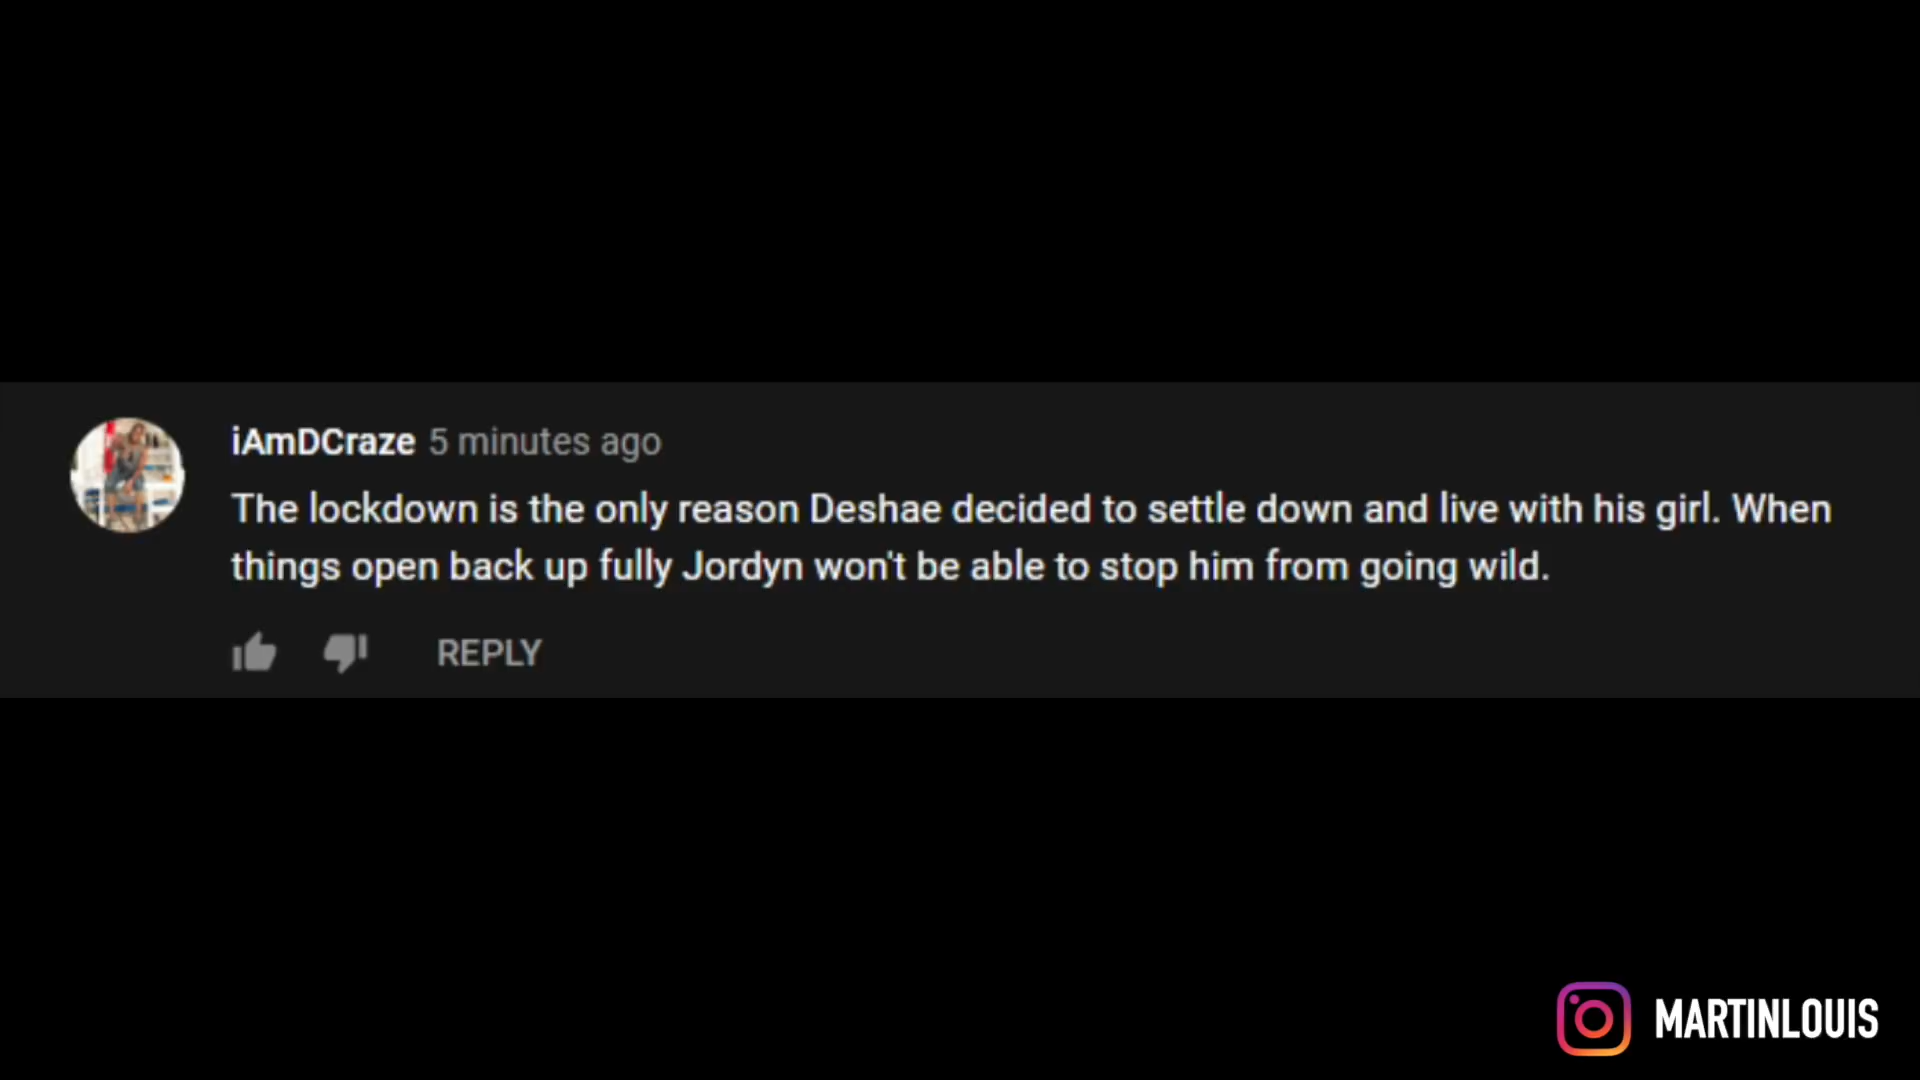 iAmDCraze 5 minutes ago
The lockdown is the only reason Deshae decided to settle down and live with his girl. When
things open back up fully Jordyn won't be able to stop him from going wild.
REPLY
MARTINLOUIS